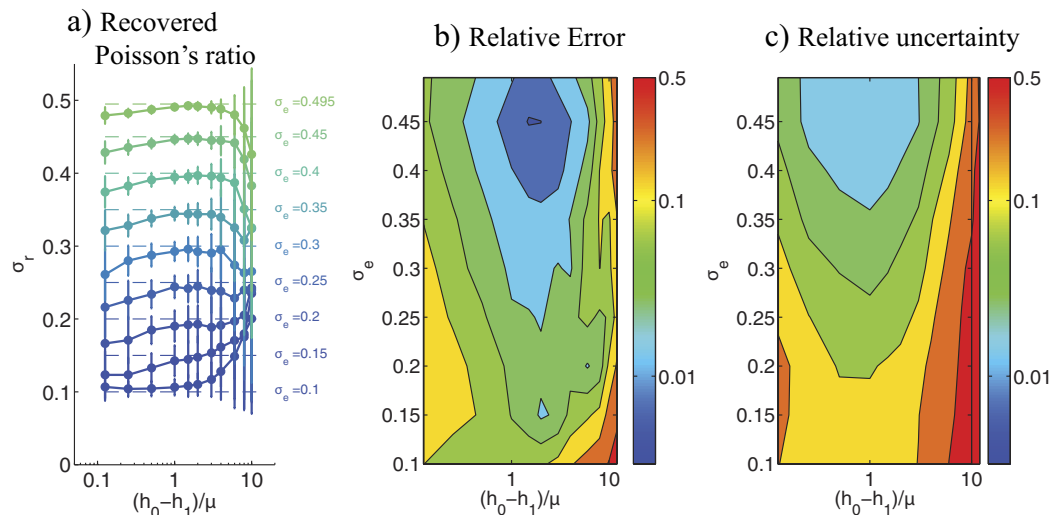 a) Recovered
Poisson's ratio
b) Relative Error
c) Relative uncertainty
0.5
0.4
0.3
0.2
0.1
0
σr
σe=0.495
σe=0.45
σe=0.4
σe=0.35
σe=0.3
σe=0.25
σe=0.2
σe=0.15
σe=0.1
0.1
1
10
(h0−h1)/μ
0.45
0.4
0.35
0.3
0.25
0.2
0.15
0.1
σe
1
10
(h0−h1)/μ
0.5
0.1
0.01
0.45
0.4
0.35
0.3
0.25
0.2
0.15
0.1
σe
1
10
(h0−h1)/μ
0.5
0.1
0.01